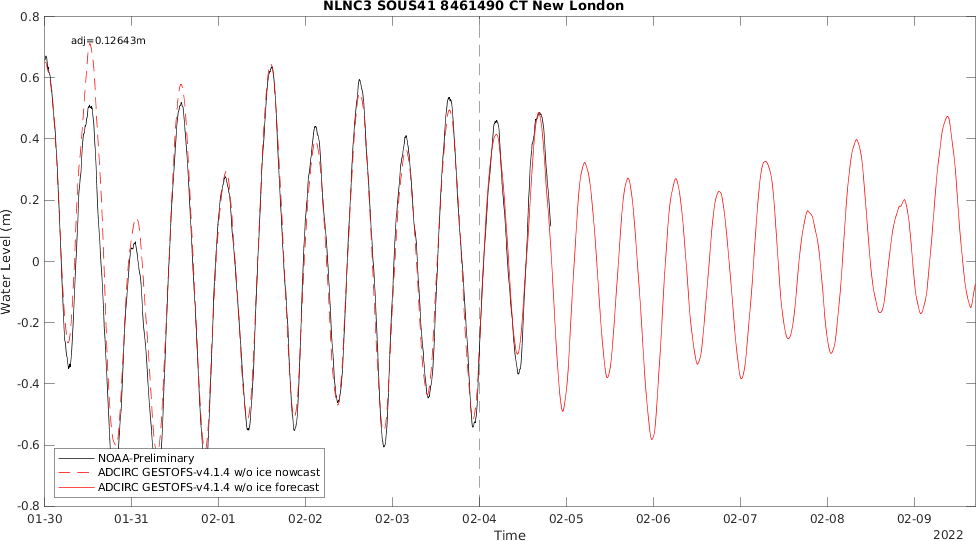 NLNC3 SOUS41 8461490 CT New London
adj=0.12643m
0.8
0.6
0.4
0.2
0
-0.2
-0.4
-0.6
-0.8
Water Level (m)
NOAA-Preliminary
ADCIRC GESTOFS-v4.1.4 w/o ice nowcast
ADCIRC GESTOFS-v4.1.4 w/o ice forecast
01-30 01-31 02-01 02-02 02-03 02-04 02-05 02-06 02-07 02-08 02-09
Time
2022